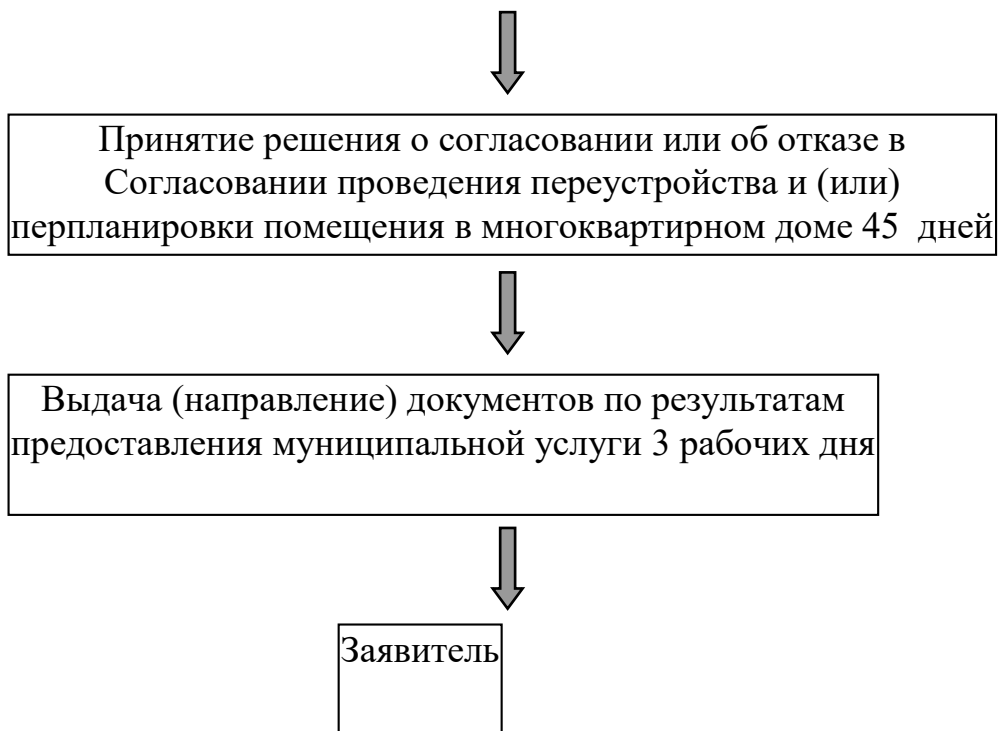 Принятие решения о согласовании или об отказе в
Согласовании проведения переустройства и (или)
перпланировки помещения в многоквартирном доме 45 дней
Выдача (направление) документов по результатам
предоставления муниципальной услуги 3 рабочих дня
Заявитель